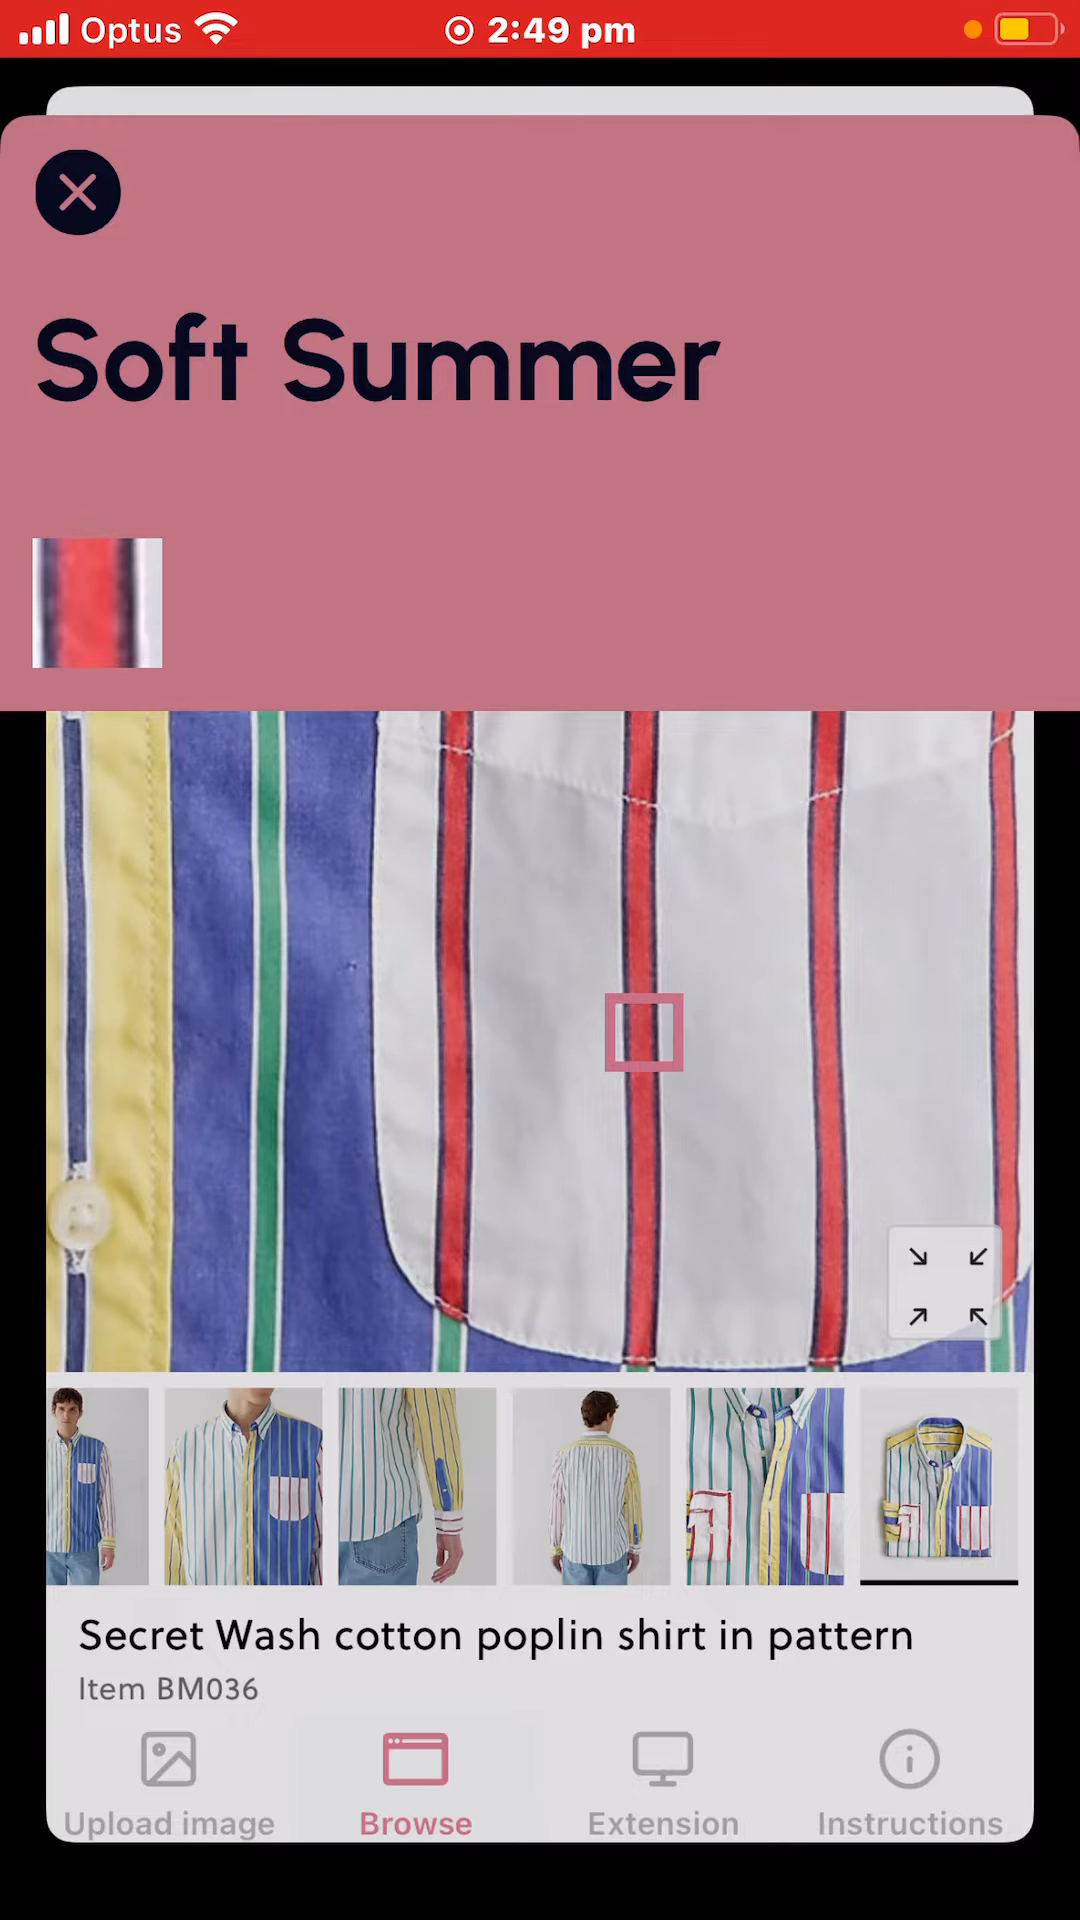 Optus 2:49 pm
Soft Summer
Secret Wash cotton poplin shirt in pattern
Item BM036
Upload image Browse Extension Instructions